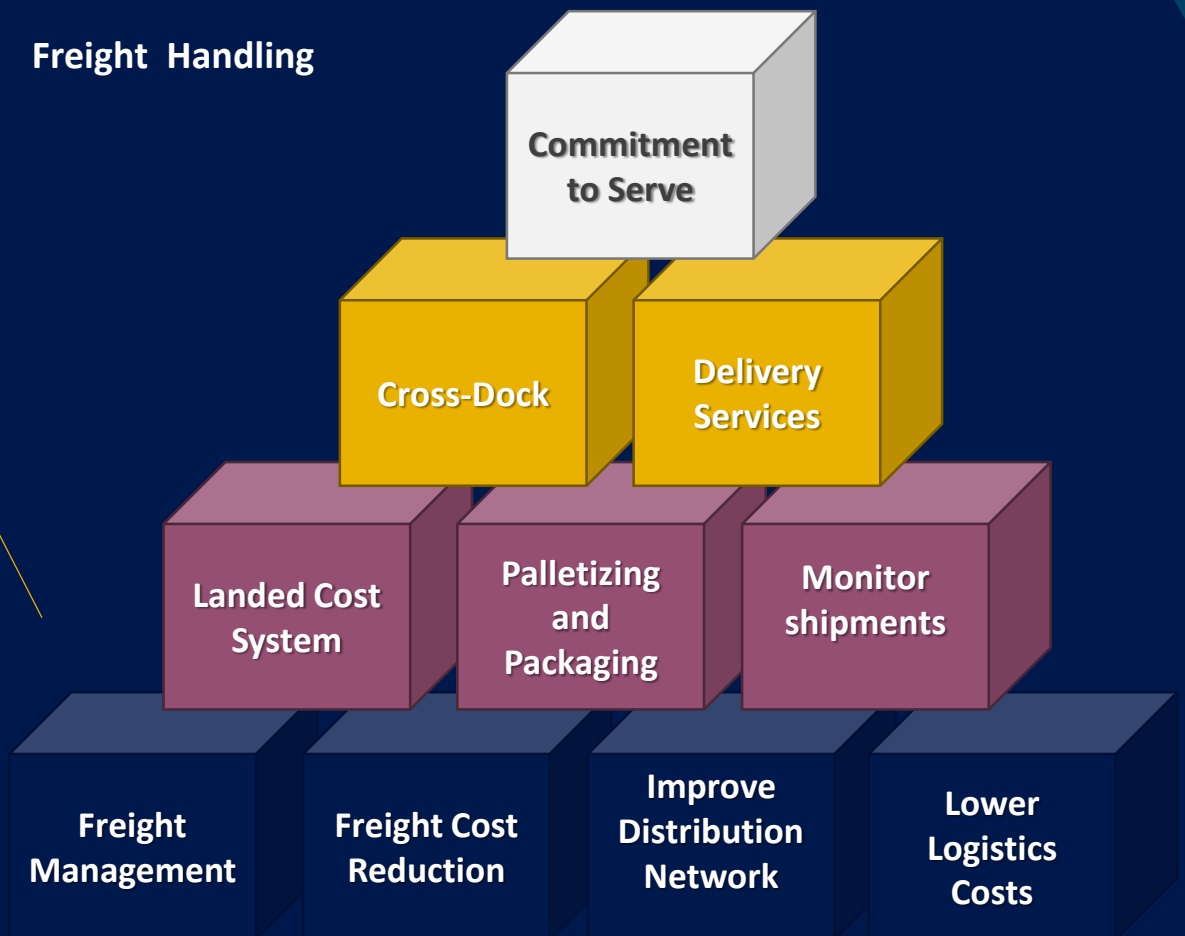 Freight Handling
Commitment
to Serve
Cross-Dock
Delivery
Services
Landed Cost
System
Palletizing
and
Packaging
Monitor
shipments
Freight
Management
Freight Cost
Reduction
Improve
Distribution
Network
Lower
Logistics
Costs